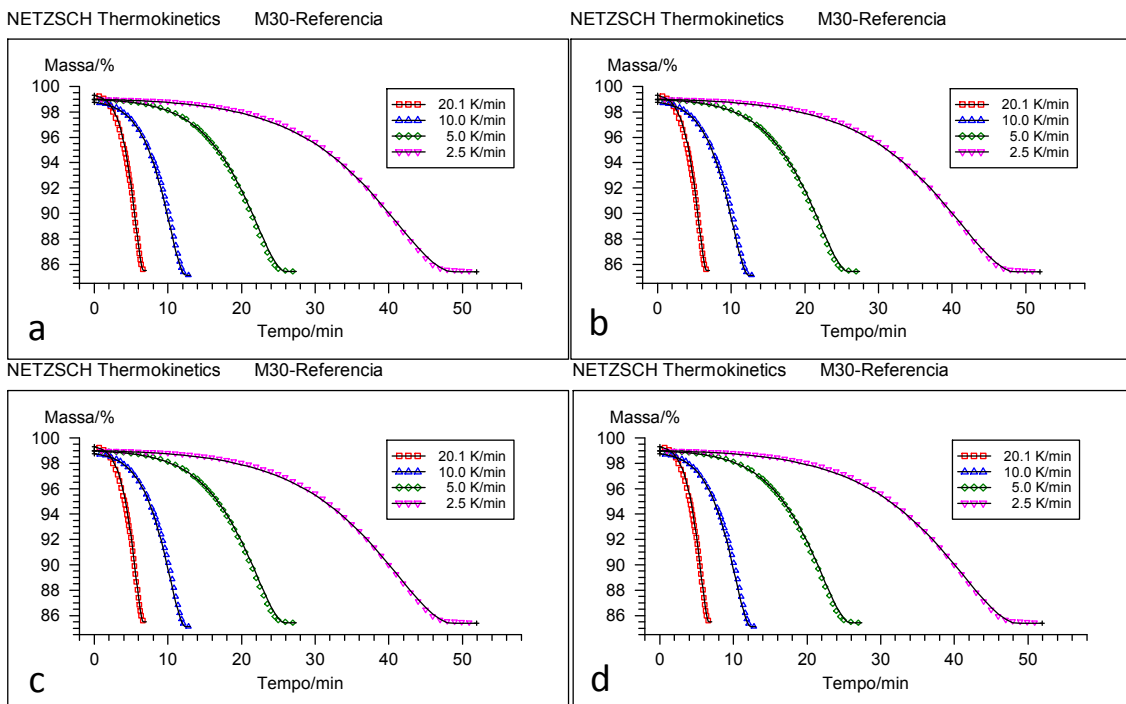 NETZSCH Thermokinetics M30-Referencia
Massa/%
100
98
96
94
92
90
88
86
0 10 20 30 40 50
Tempo/min
20.1 K/min
10.0 K/min
5.0 K/min
2.5 K/min
a
NETZSCH Thermokinetics M30-Referencia
Massa/%
100
98
96
94
92
90
88
86
0 10 20 30 40 50
Tempo/min
20.1 K/min
10.0 K/min
5.0 K/min
2.5 K/min
b
NETZSCH Thermokinetics M30-Referencia
Massa/%
100
98
96
94
92
90
88
86
0 10 20 30 40 50
Tempo/min
20.1 K/min
10.0 K/min
5.0 K/min
2.5 K/min
c
NETZSCH Thermokinetics M30-Referencia
Massa/%
100
98
96
94
92
90
88
86
0 10 20 30 40 50
Tempo/min
20.1 K/min
10.0 K/min
5.0 K/min
2.5 K/min
d